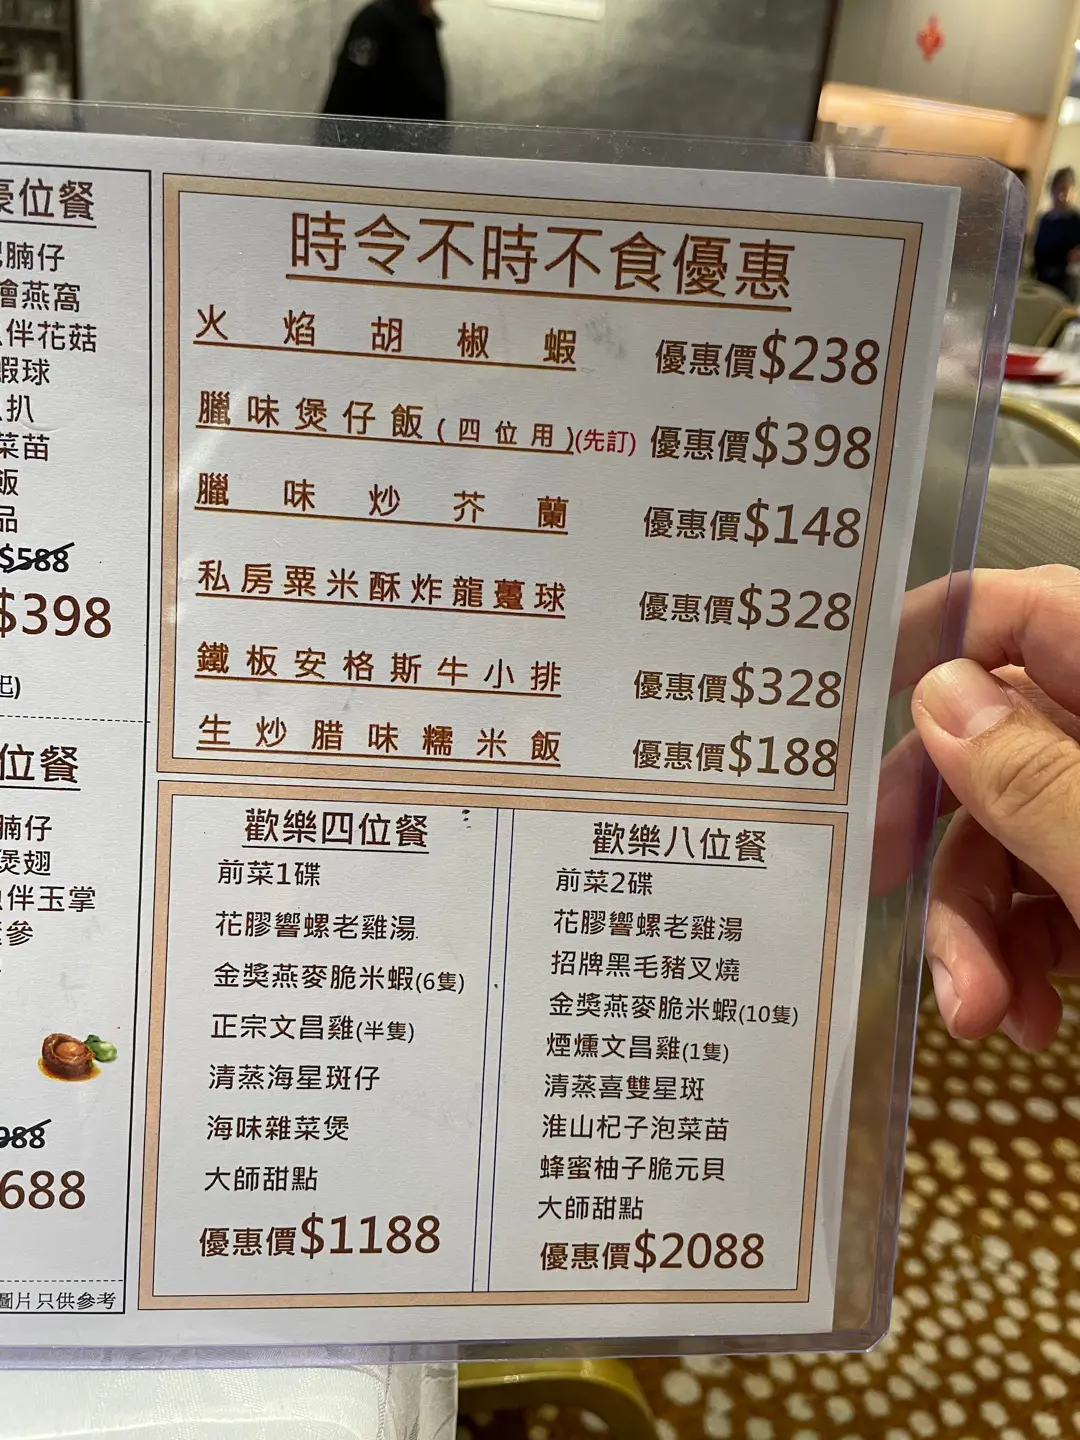 位餐
腩仔
燕窩
伴花菇
蝦球
扒
菜苗
飯
品
$588
$398
起)
位餐
腩仔
煲翅
伴玉掌
參
988
688
圖片只供參考
時令不時不食優惠
火焰胡椒蝦 優惠價$238
臘味煲仔飯(四位用)(先訂) 優惠價$398
臘味炒芥蘭 優惠價$148
私房粟米酥炸龍躉球 優惠價$328
鐵板安格斯牛小排 優惠價$328
生炒腊味糯米飯 優惠價$188
歡樂四位餐
前菜1碟
花膠響螺老雞湯
金獎燕麥脆米蝦(6隻)
正宗文昌雞(半隻)
清蒸海星斑仔
海味雜菜煲
大師甜點
優惠價$1188
歡樂八位餐
前菜2碟
花膠響螺老雞湯
招牌黑毛豬叉燒
金獎燕麥脆米蝦(10隻)
煙燻文昌雞(1隻)
清蒸喜雙星斑
淮山杞子泡菜苗
蜂蜜柚子脆元貝
大師甜點
優惠價$2088